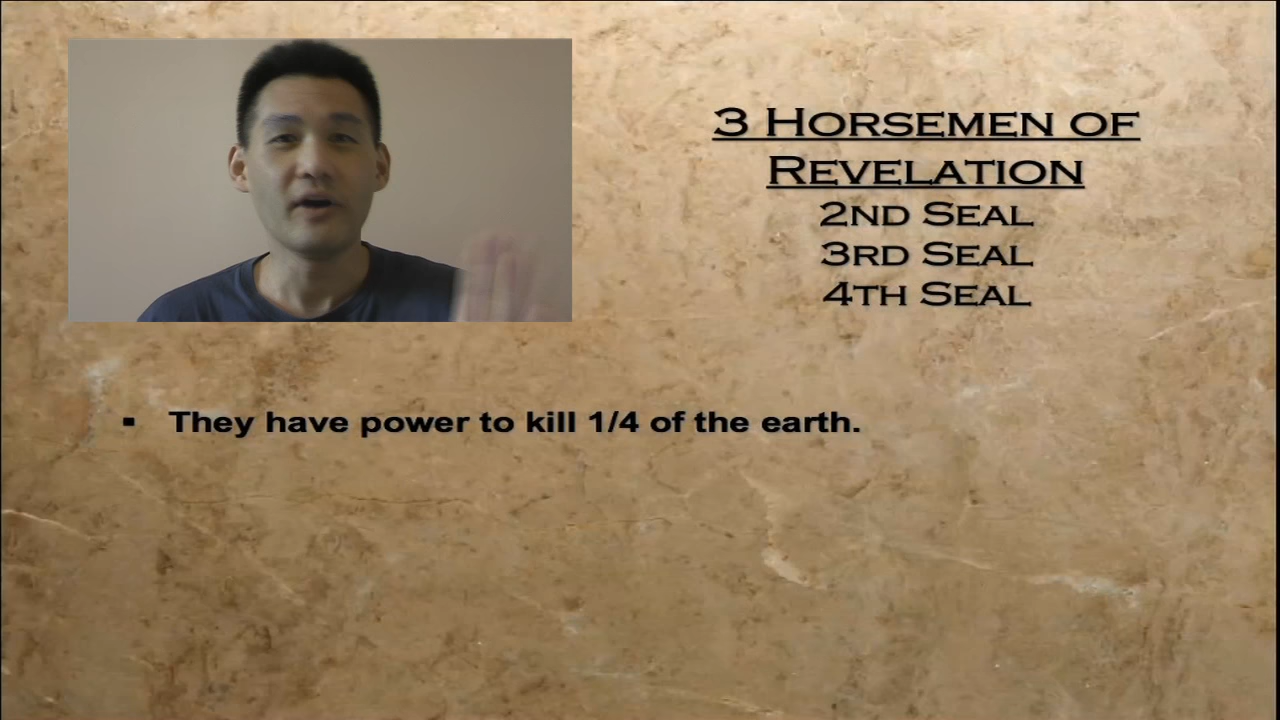 3 Horsemen of
Revelation
2nd Seal
3rd Seal
4th Seal
▪ They have power to kill 1/4 of the earth.